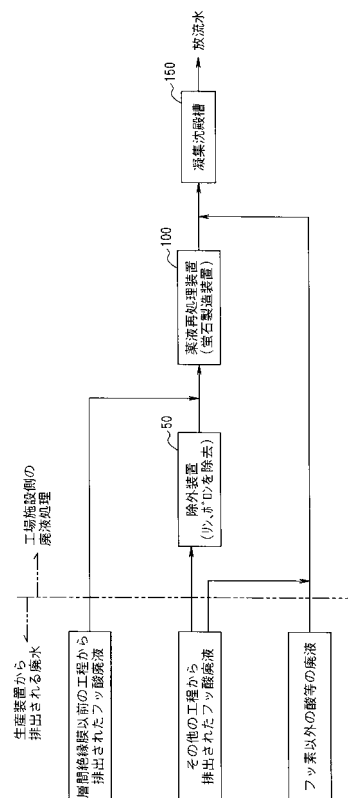 生産装置から
排出される廃水
工場施設側の
廃液処理
層間絶縁膜以前の工程から
排出されたフッ酸廃液
その他の工程から
排出されたフッ酸廃液
フッ素以外の酸等の廃液
50
除外装置
(リン、ボロンを除去)
100
薬液再処理装置
(蛍石製造装置)
150
凝集沈殿槽
放流水